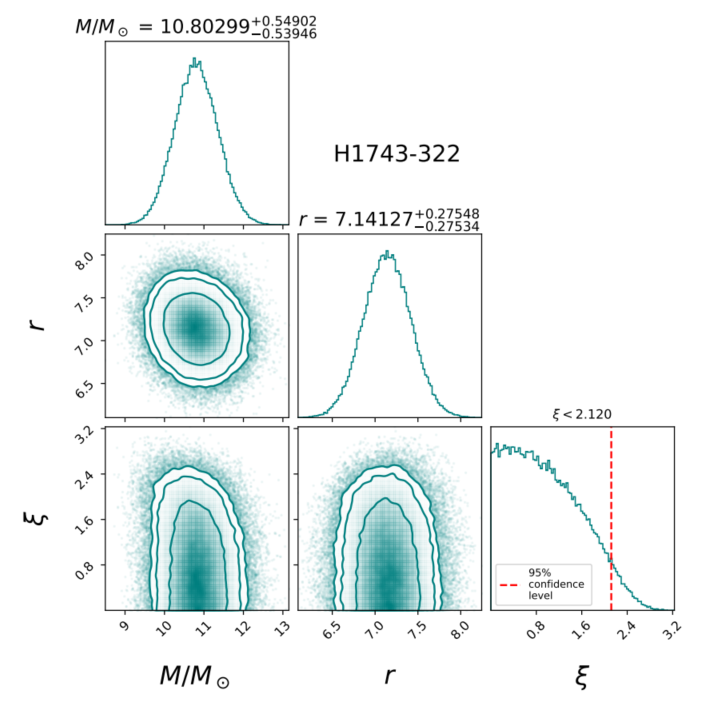 M/M⊙ = 10.80299+0.54902−0.53946
H1743-322
r = 7.14127+0.27548−0.27534
8.0
7.5
7.0
6.5
r
ξ < 2.120
3.2
2.4
1.6
0.8
ξ
95%
confidence
level
9 10 11 12 13
6.5 7.0 7.5 8.0
0.8 1.6 2.4 3.2
M/M⊙
r
ξ